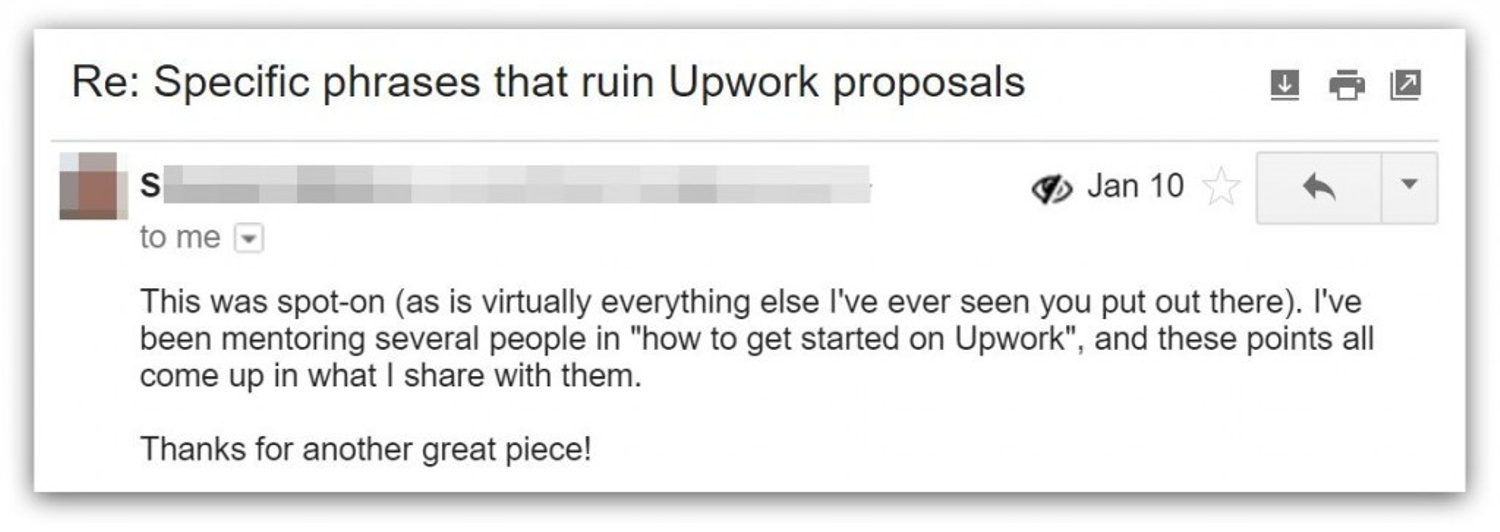 Re: Specific phrases that ruin Upwork proposals
S
Jan 10
to me
This was spot-on (as is virtually everything else I've ever seen you put out there). I've
been mentoring several people in "how to get started on Upwork", and these points all
come up in what I share with them.
Thanks for another great piece!